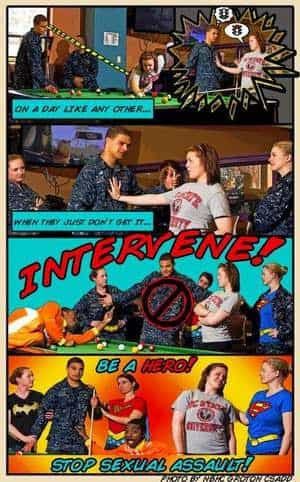 ON A DAY LIKE ANY OTHER...
WHEN THEY JUST DON'T GET IT...
INTERVENE!
BE A HERO!
STOP SEXUAL ASSAULT!
PHOTO BY NBHC GROTON CSADD